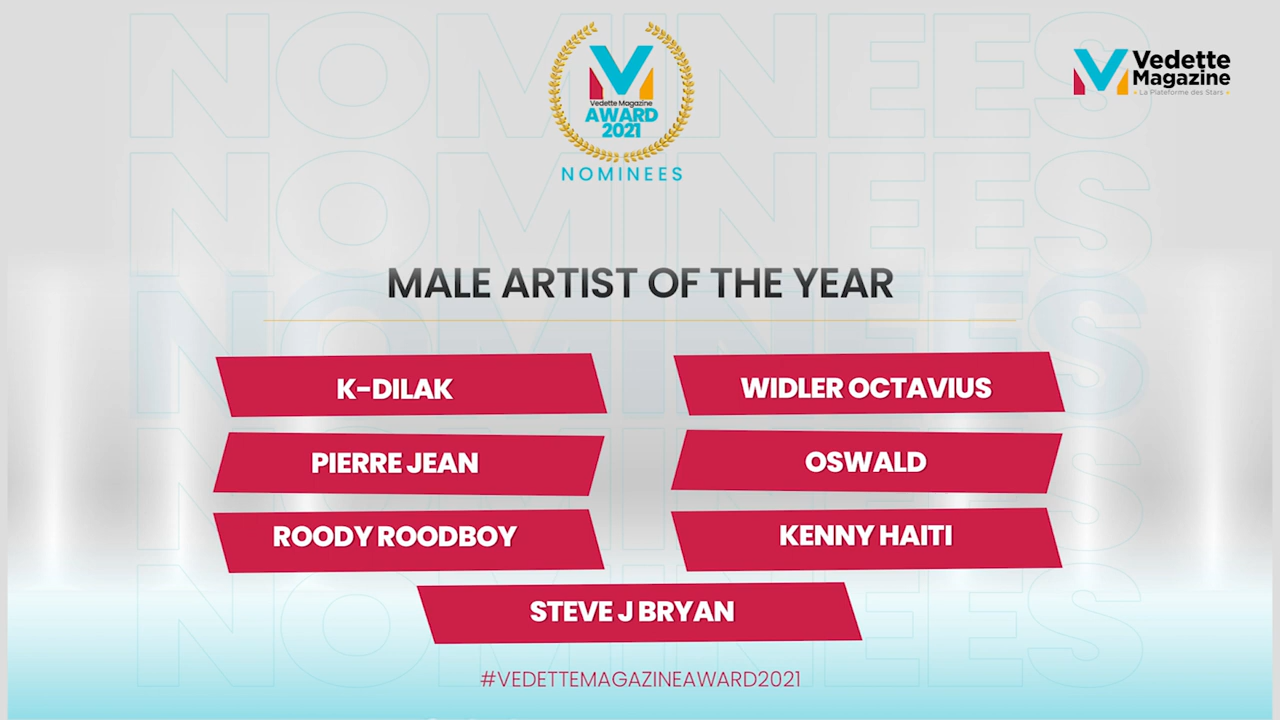 NOMINEES
Vedette Magazine
AWARD
2021
NOMINEES
Vedette
Magazine
La Plateforme des Stars
NOMINEES
MALE ARTIST OF THE YEAR
NOMINEES
K-DILAK
WIDLER OCTAVIUS
PIERRE JEAN
OSWALD
NOMINEES
ROODY ROODBOY
KENNY HAITI
STEVE J BRYAN
NOMINEES
#VEDETTEMAGAZINEAWARD2021